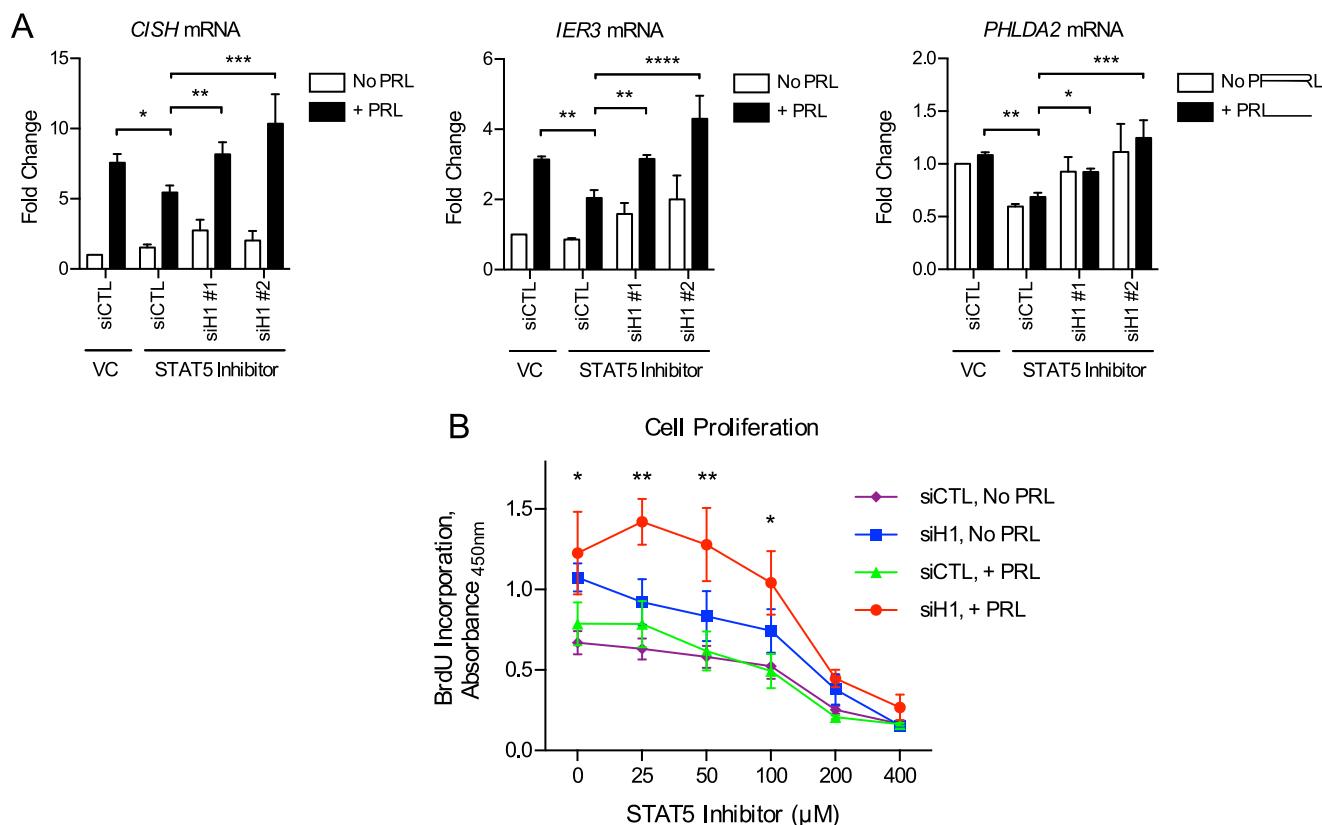 A
CISH mRNA
Fold Change
15
10
5
0
*
**
***
No PRL
+ PRL
siCTL
siCTL
siH1 #1
siH1 #2
VC
STAT5 Inhibitor
IER3 mRNA
Fold Change
6
4
2
0
**
**
****
No PRL
+ PRL
siCTL
siCTL
siH1 #1
siH1 #2
VC
STAT5 Inhibitor
PHLDA2 mRNA
Fold Change
1.5
1.0
0.5
0.0
**
*
***
+ PRL
siCTL
siCTL
siH1 #1
siH1 #2
VC
STAT5 Inhibitor
B
Cell Proliferation
BrdU Incorporation,
Absorbance 450nm
1.5
1.0
0.5
0.0
*
**
**
*
siCTL, No PRL
siH1, No PRL
siCTL, + PRL
siH1, + PRL
0 25 50 100 200 400
STAT5 Inhibitor (µM)